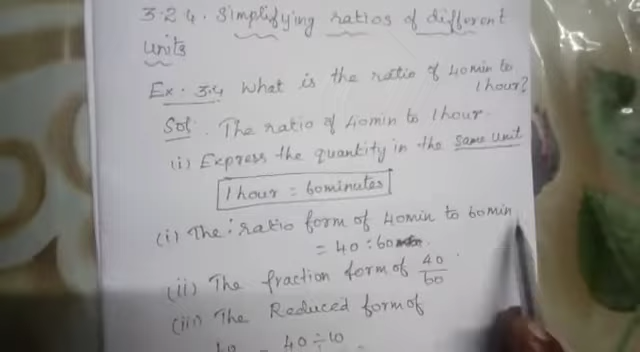 3.2.4. Simplifying ratios of different
units
Ex. 3.4 What is the ratio of 40min to
1hour?
Sol: The ratio of 40min to 1hour.
(i) Express the quantity in the same unit
1hour = 60minutes
(i) The ratio form of 40min to 60min
= 40:60
(ii) The fraction form of 40/60.
(iii) The Reduced form of
40 = 40÷10